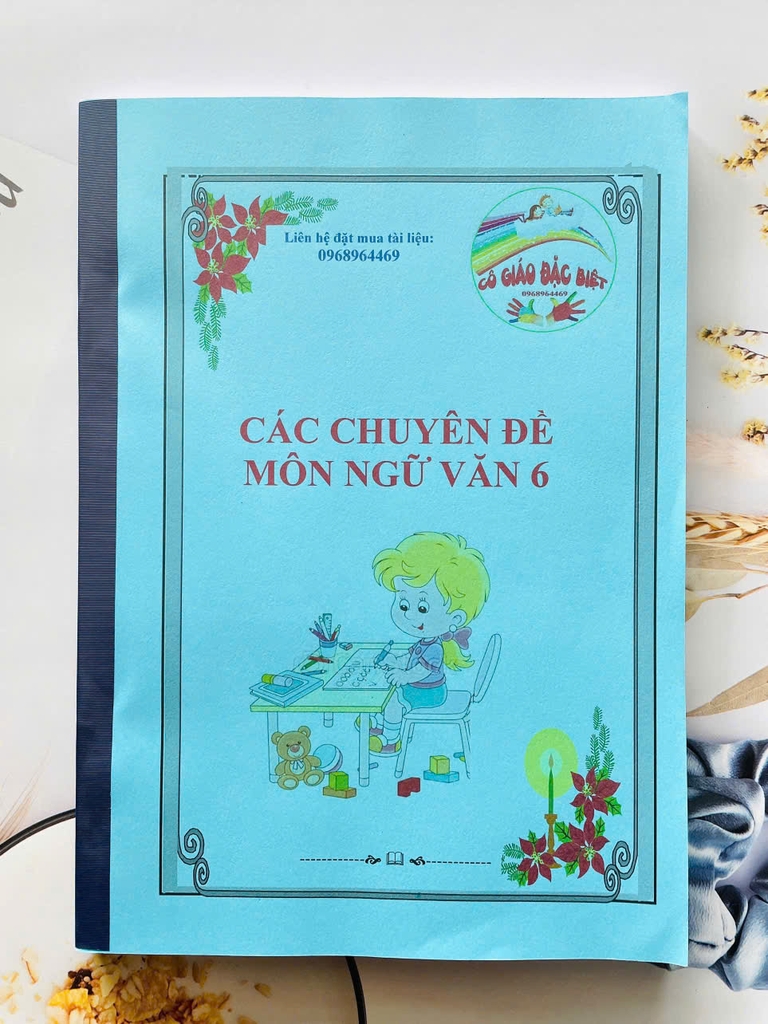 Liên hệ đặt mua tài liệu:
0968964469
CÔ GIÁO ĐẶC BIỆT
0968964469
CÁC CHUYÊN ĐỀ
MÔN NGỮ VĂN 6